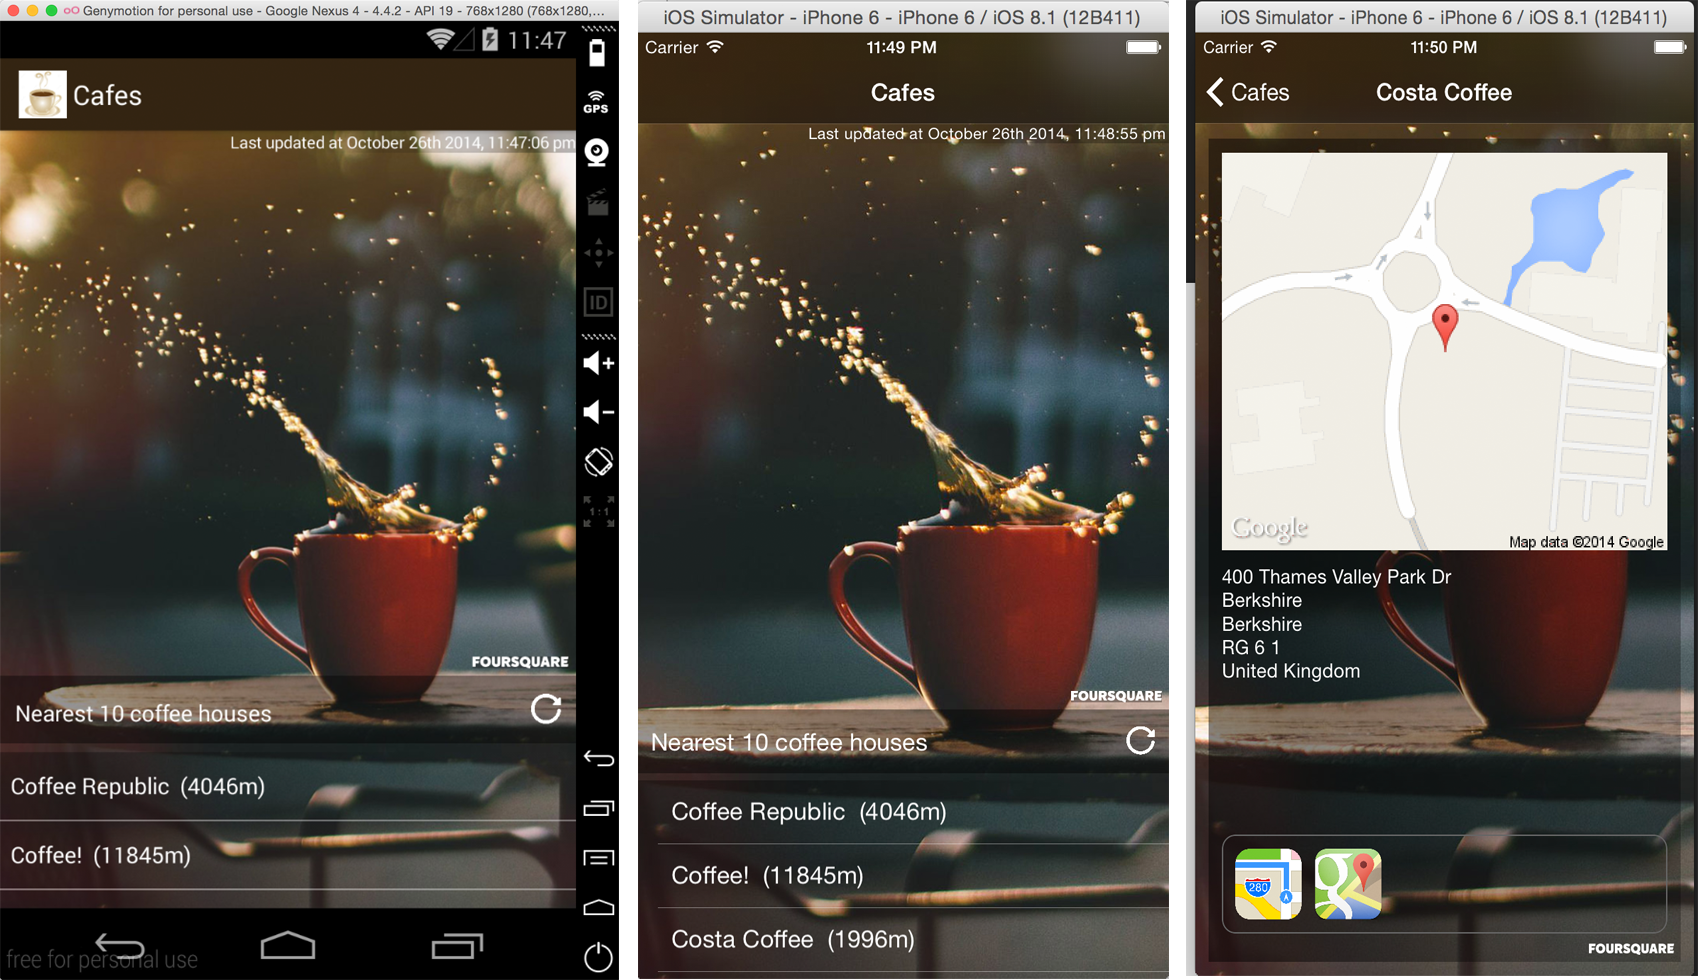 Genymotion for personal use - Google Nexus 4 - 4.4.2 - API 19 - 768x1280 (768x1280,...
11:47
Cafes
Last updated at October 26th 2014, 11:47:06 pm
FOURSQUARE
Nearest 10 coffee houses
Coffee Republic (4046m)
Coffee! (11845m)
free for personal use
GPS
ID
1:1
iOS Simulator - iPhone 6 - iPhone 6 / iOS 8.1 (12B411)
Carrier
11:49 PM
Cafes
Last updated at October 26th 2014, 11:48:55 pm
FOURSQUARE
Nearest 10 coffee houses
Coffee Republic (4046m)
Coffee! (11845m)
Costa Coffee (1996m)
iOS Simulator - iPhone 6 - iPhone 6 / iOS 8.1 (12B411)
Carrier
11:50 PM
Cafes
Costa Coffee
Google
Map data ©2014 Google
400 Thames Valley Park Dr
Berkshire
Berkshire
RG 6 1
United Kingdom
280
FOURSQUARE